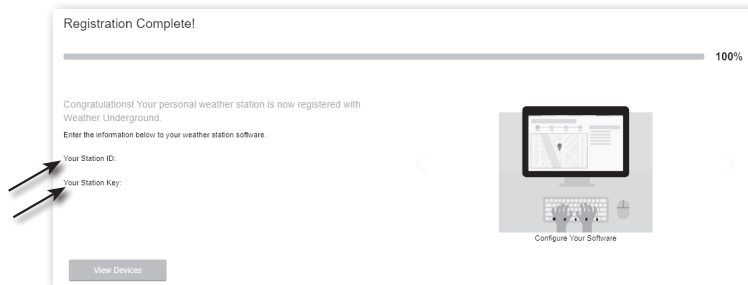 Registration Complete!
100%
Congratulations! Your personal weather station is now registered with
Weather Underground.
Enter the information below to your weather station software.
Your Station ID:
Your Station Key:
Configure Your Software
View Devices